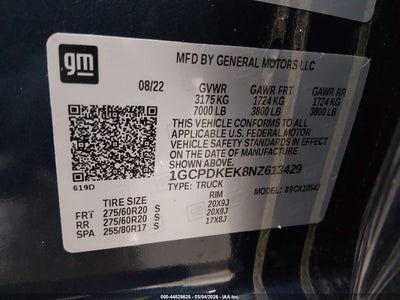 gm
MFD BY GENERAL MOTORS LLC
08/22 GVWR GAWR FRT GAWR RR
3175 KG 1724 KG 1724 KG
7000 LB 3800 LB 3800 LB
THIS VEHICLE CONFORMS TO ALL
APPLICABLE U.S. FEDERAL MOTOR
VEHICLE SAFETY STANDARDS IN EFFECT
ON THE DATE OF MANUFACTURE
SHOWN ABOVE.
1GCPDKEK8NZ613429
619D TYPE: TRUCK MODEL:
TIRE SIZE RIM
FRT 275/60R20 S 20X9J
RR 275/60R20 S 20X9J
SPA 255/80R17 S 17X8J
000-44529625 - 03/04/2026 - IAA Inc.